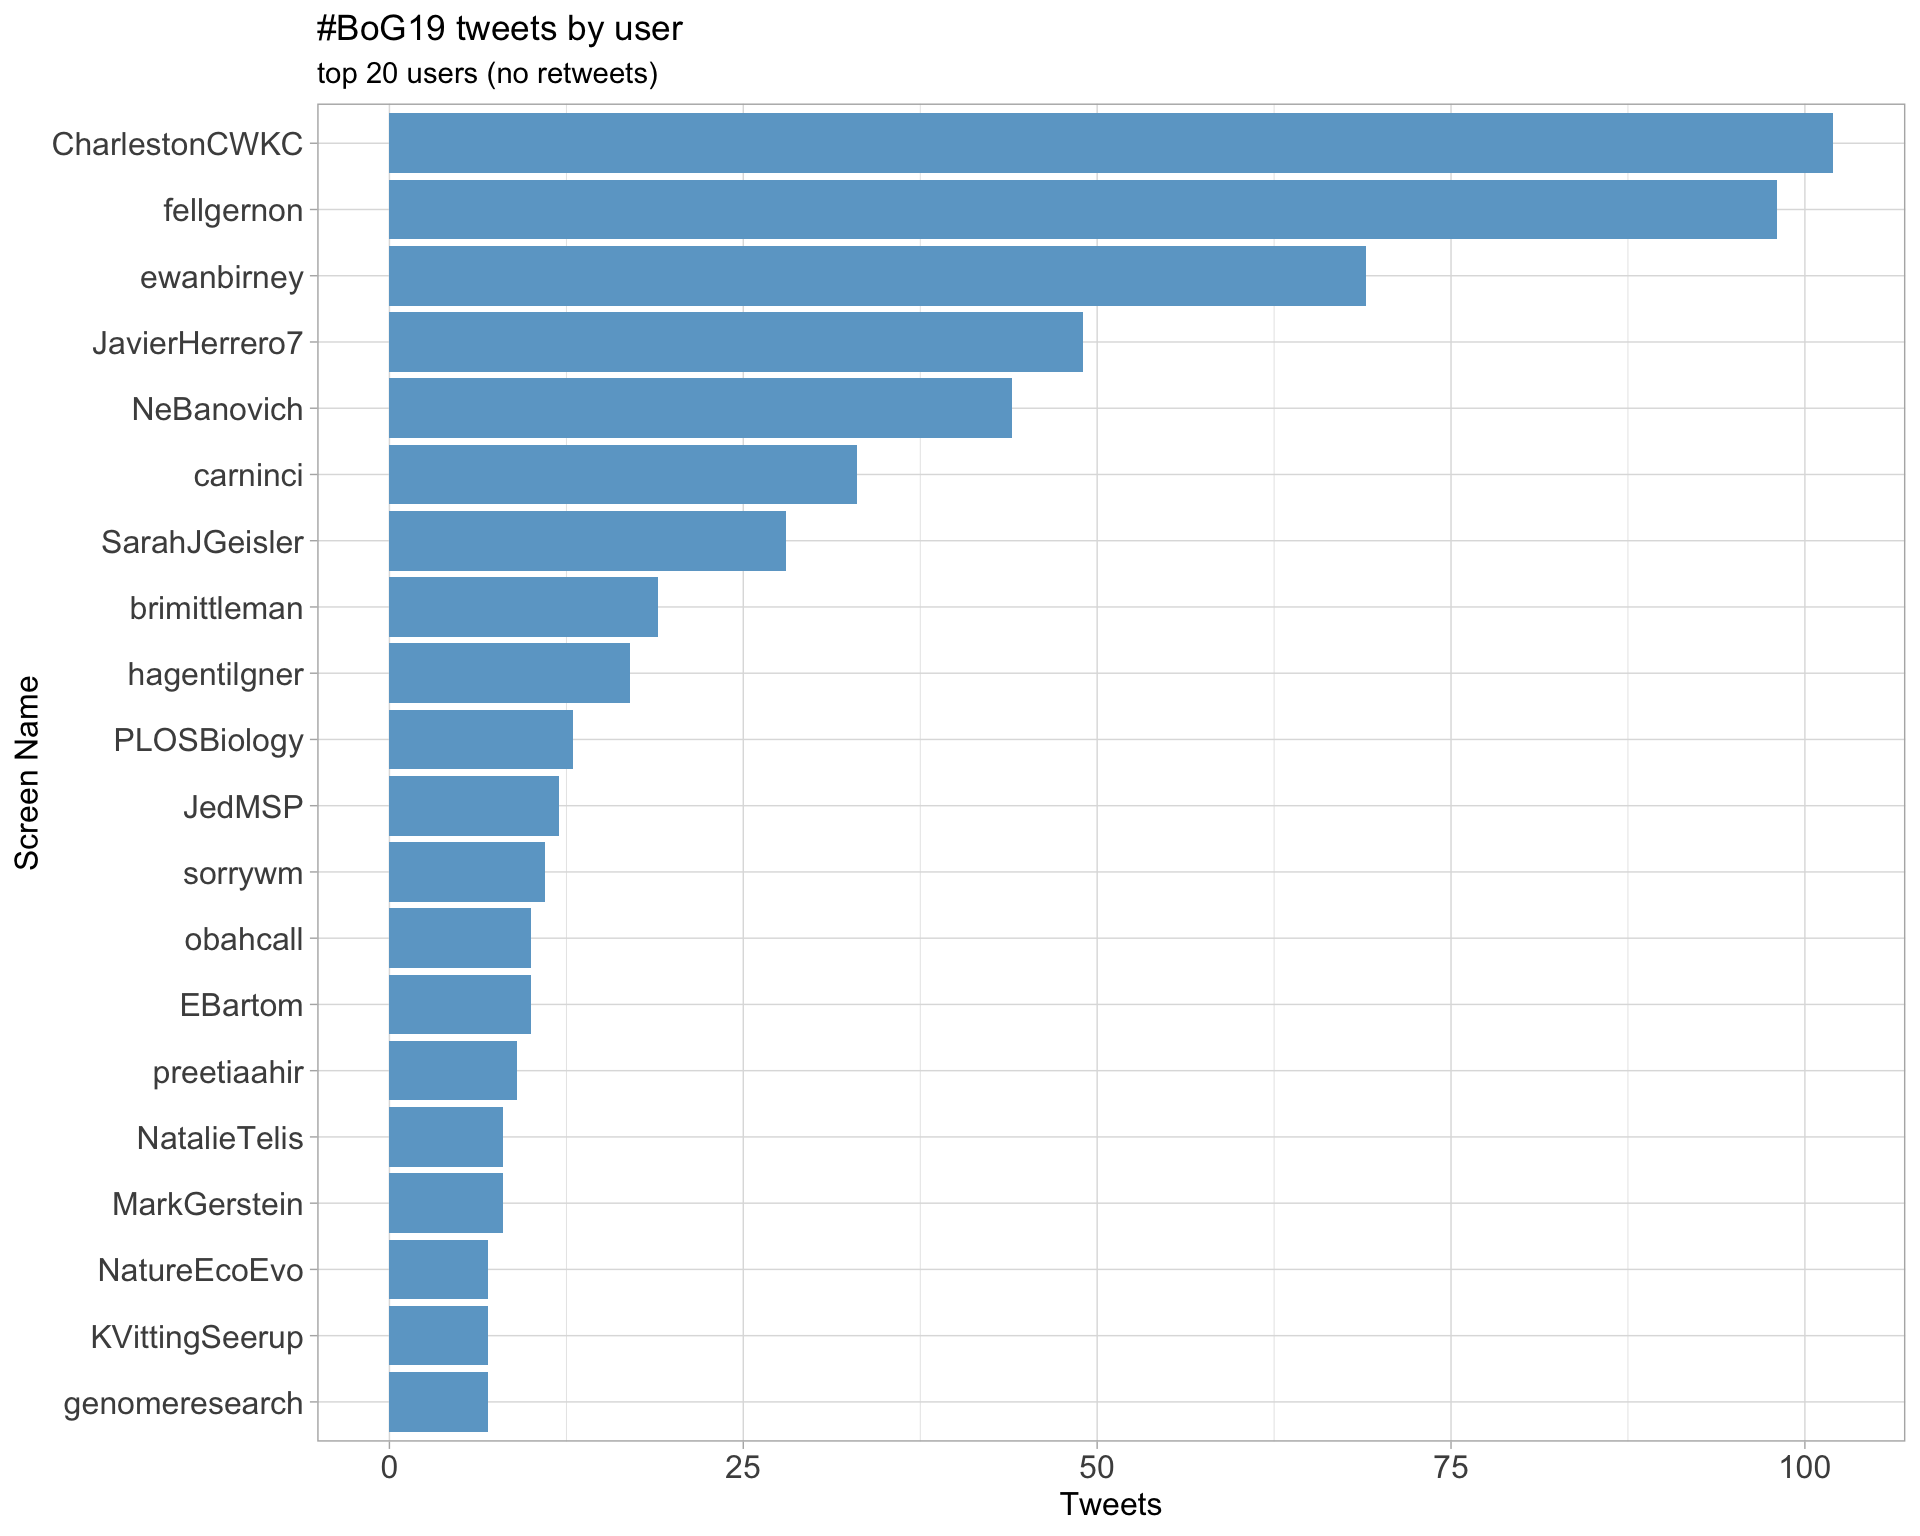 #BoG19 tweets by user
top 20 users (no retweets)
CharlestonCWKC
fellgernon
ewanbirney
JavierHerrero7
NeBanovich
carninci
SarahJGeisler
brimittleman
hagentilgner
PLOSBiology
JedMSP
sorrywm
obahcall
EBartom
preetiaahir
NatalieTelis
MarkGerstein
NatureEcoEvo
KVittingSeerup
genomeresearch
Screen Name
0 25 50 75 100
Tweets